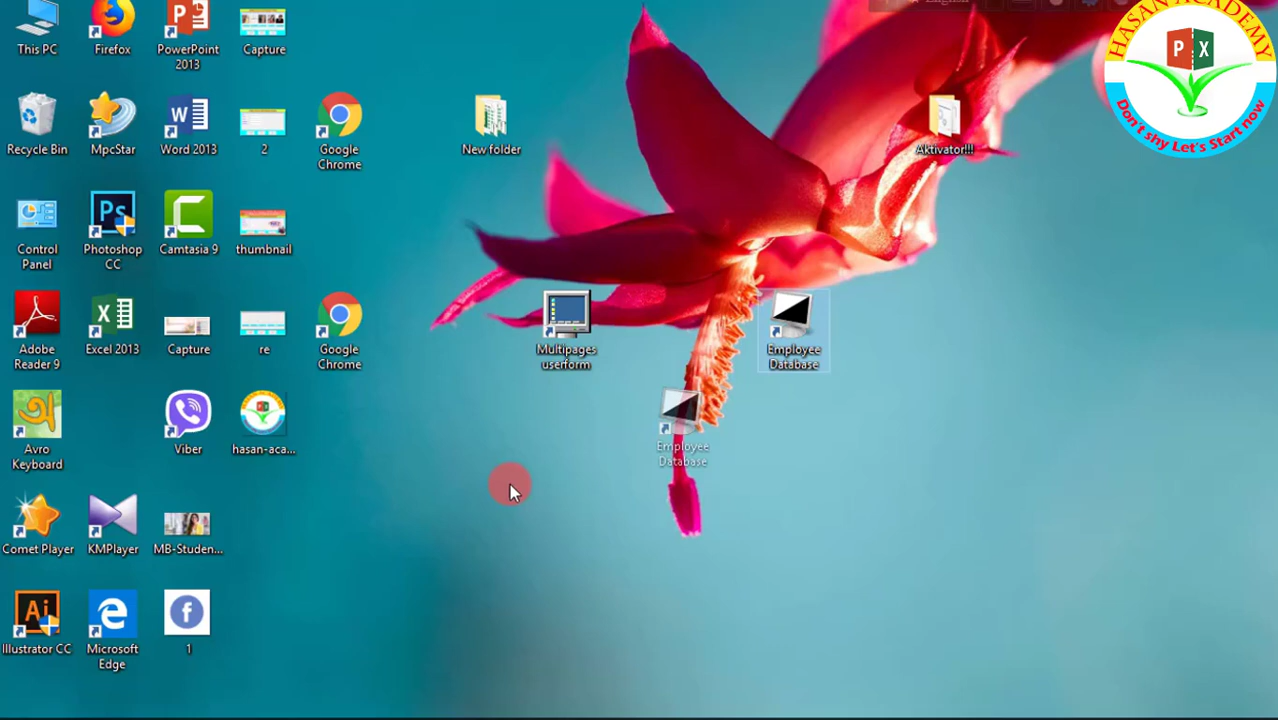 English
This PC
Firefox
PowerPoint
2013
Capture
HASAN ACADEMY
P X
Don't shy Let's Start now
Recycle Bin
MpcStar
Word 2013
2
Google
Chrome
New folder
Aktivator!!!
Control
Panel
Ps
Photoshop
CC
Camtasia 9
thumbnail
Adobe
Reader 9
Excel 2013
Capture
re
Google
Chrome
Multipages
userform
Employee
Database
Employee
Database
অ
Avro
Keyboard
Viber
hasan-aca...
Comet Player
KMPlayer
MB-Studen...
Ai
Illustrator CC
Microsoft
Edge
1